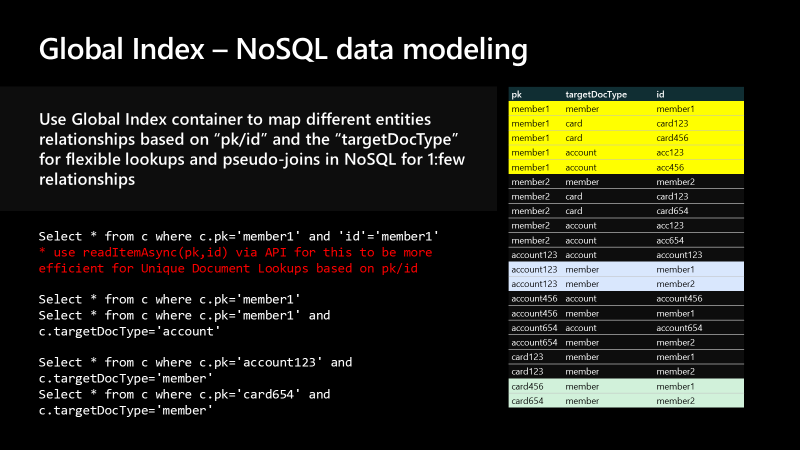 Global Index – NoSQL data modeling
Use Global Index container to map different entities
relationships based on “pk/id” and the “targetDocType”
for flexible lookups and pseudo-joins in NoSQL for 1:few
relationships
Select * from c where c.pk='member1' and 'id'='member1'
* use readItemAsync(pk,id) via API for this to be more
efficient for Unique Document Lookups based on pk/id
Select * from c where c.pk='member1'
Select * from c where c.pk='member1' and
c.targetDocType='account'
Select * from c where c.pk='account123' and
c.targetDocType='member'
Select * from c where c.pk='card654' and
c.targetDocType='member'
pk targetDocType id
member1 member member1
member1 card card123
member1 card card456
member1 account acc123
member1 account acc456
member2 member member2
member2 card card123
member2 card card654
member2 account acc123
member2 account acc654
account123 account account123
account123 member member1
account123 member member2
account456 account account456
account456 member member1
account654 account account654
account654 member member2
card123 member member1
card123 member member2
card456 member member1
card654 member member2